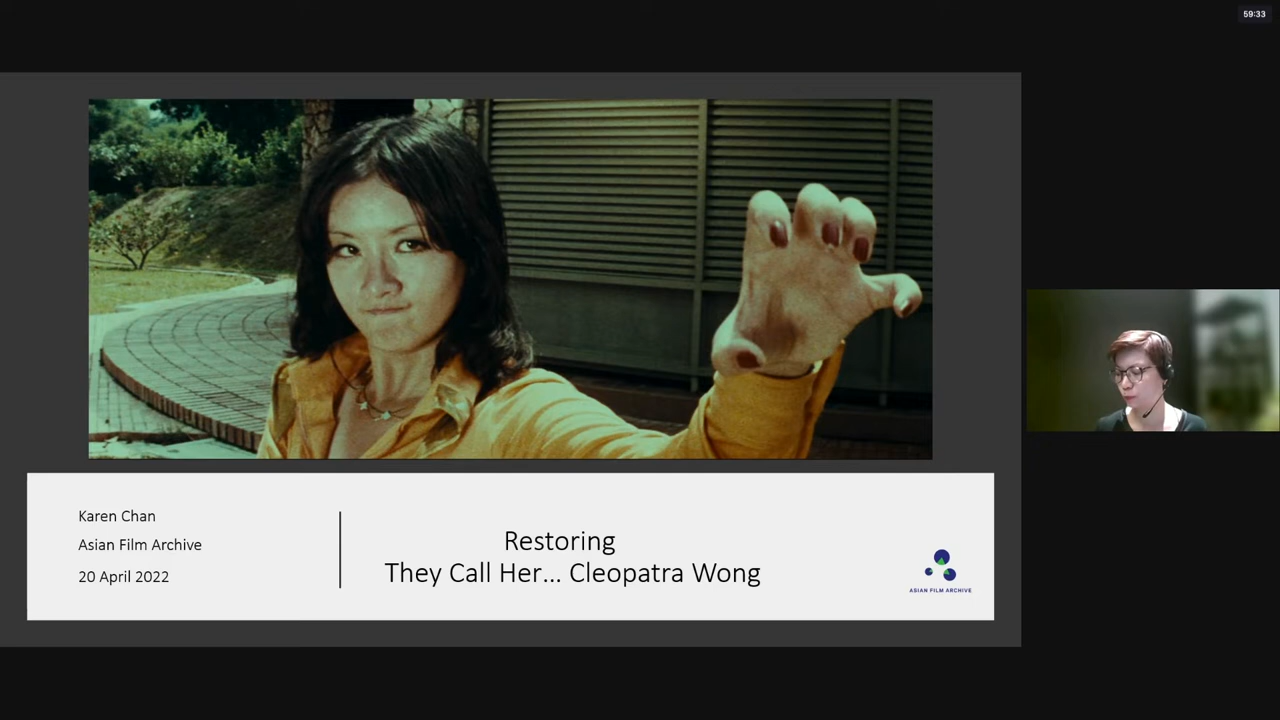 59:33
Karen Chan
Asian Film Archive
20 April 2022
Restoring
They Call Her... Cleopatra Wong
ASIAN FILM ARCHIVE